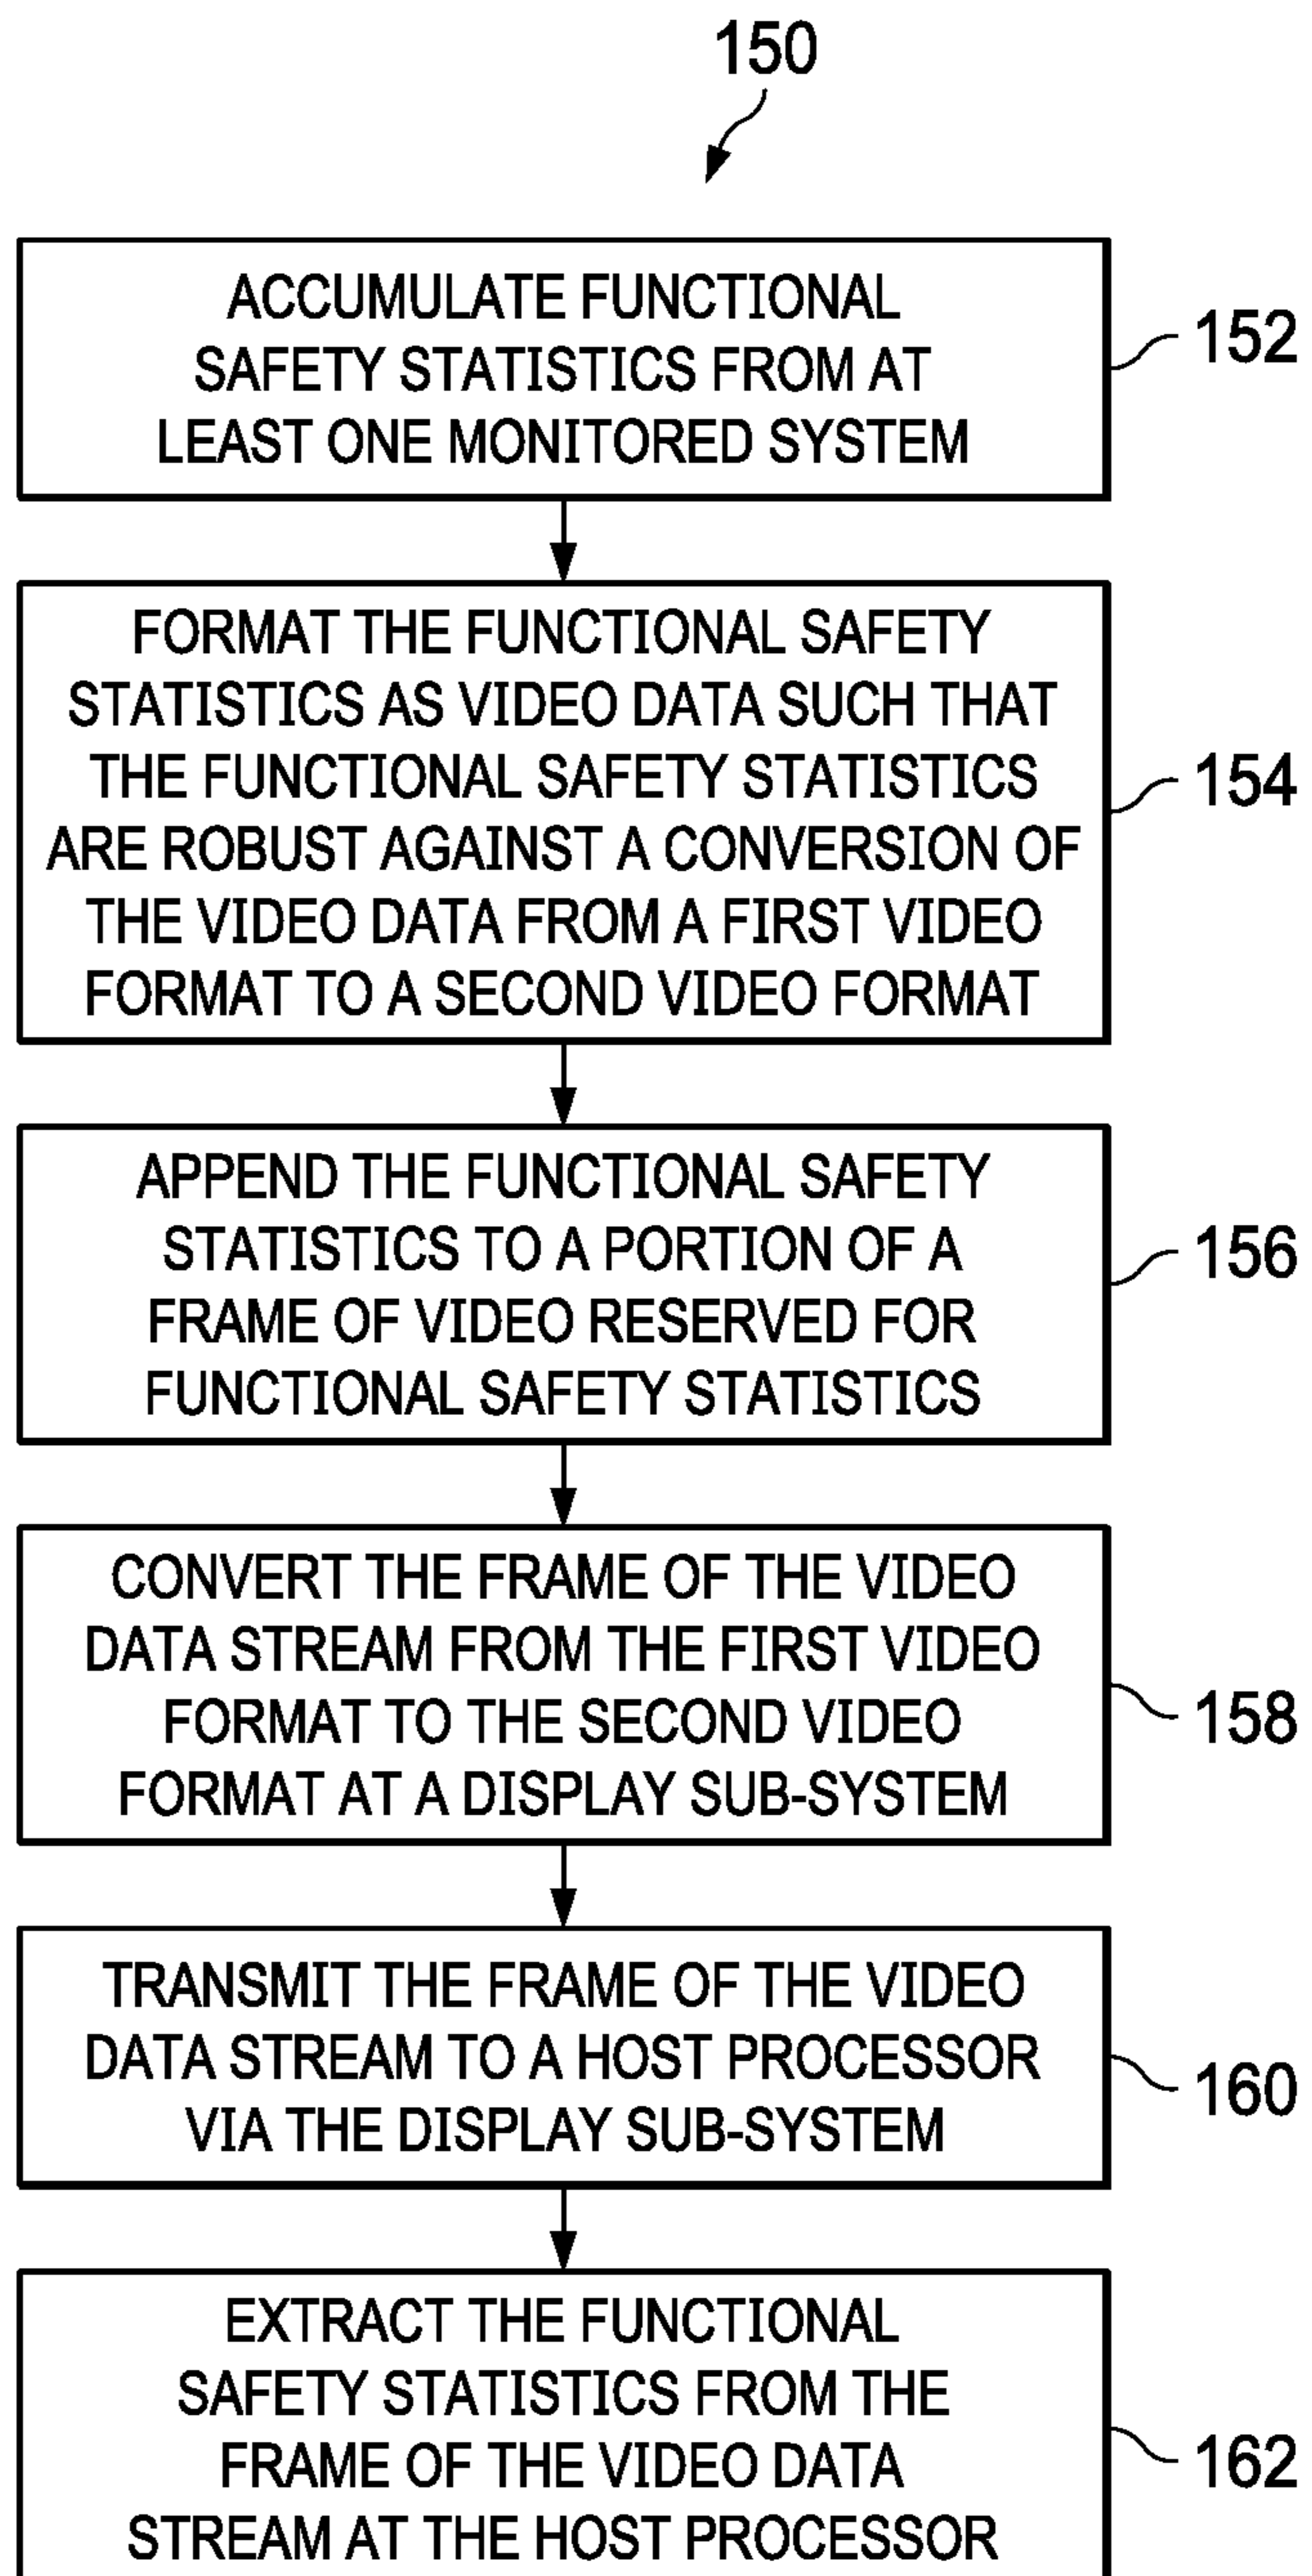 150
ACCUMULATE FUNCTIONAL
SAFETY STATISTICS FROM AT
LEAST ONE MONITORED SYSTEM
152
FORMAT THE FUNCTIONAL SAFETY
STATISTICS AS VIDEO DATA SUCH THAT
THE FUNCTIONAL SAFETY STATISTICS
ARE ROBUST AGAINST A CONVERSION OF
THE VIDEO DATA FROM A FIRST VIDEO
FORMAT TO A SECOND VIDEO FORMAT
154
APPEND THE FUNCTIONAL SAFETY
STATISTICS TO A PORTION OF A
FRAME OF VIDEO RESERVED FOR
FUNCTIONAL SAFETY STATISTICS
156
CONVERT THE FRAME OF THE VIDEO
DATA STREAM FROM THE FIRST VIDEO
FORMAT TO THE SECOND VIDEO
FORMAT AT A DISPLAY SUB-SYSTEM
158
TRANSMIT THE FRAME OF THE VIDEO
DATA STREAM TO A HOST PROCESSOR
VIA THE DISPLAY SUB-SYSTEM
160
EXTRACT THE FUNCTIONAL
SAFETY STATISTICS FROM THE
FRAME OF THE VIDEO DATA
STREAM AT THE HOST PROCESSOR
162